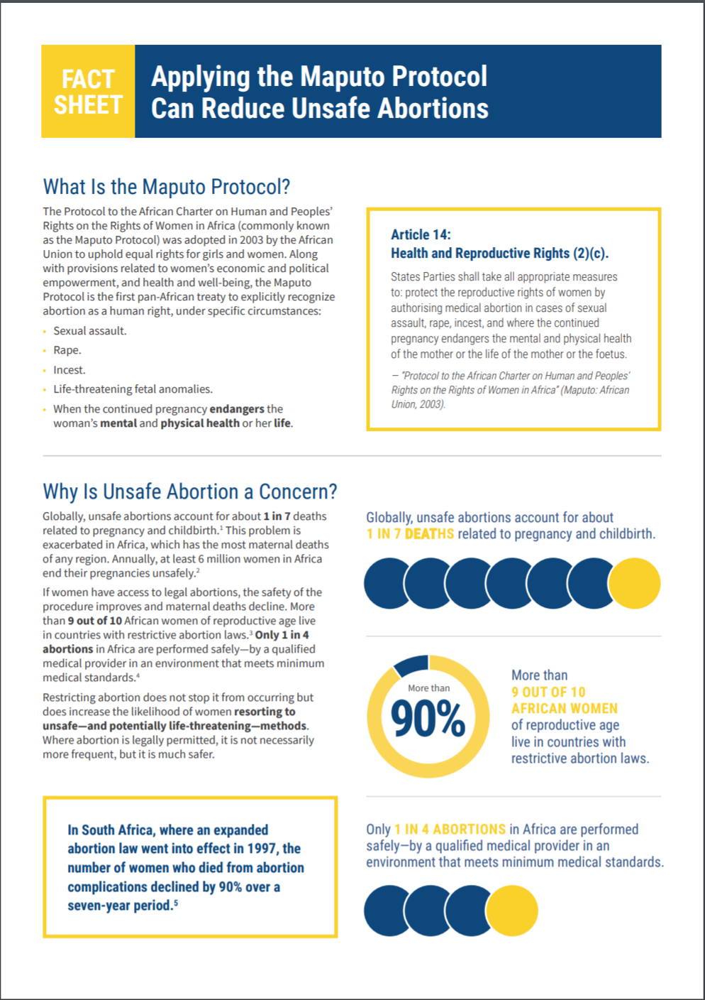 FACT
SHEET
Applying the Maputo Protocol
Can Reduce Unsafe Abortions
What Is the Maputo Protocol?
The Protocol to the African Charter on Human and Peoples’
Rights on the Rights of Women in Africa (commonly known
as the Maputo Protocol) was adopted in 2003 by the African
Union to uphold equal rights for girls and women. Along
with provisions related to women’s economic and political
empowerment, and health and well-being, the Maputo
Protocol is the first pan-African treaty to explicitly recognize
abortion as a human right, under specific circumstances:
• Sexual assault.
• Rape.
• Incest.
• Life-threatening fetal anomalies.
• When the continued pregnancy endangers the
woman’s mental and physical health or her life.
Article 14:
Health and Reproductive Rights (2)(c).
States Parties shall take all appropriate measures
to: protect the reproductive rights of women by
authorising medical abortion in cases of sexual
assault, rape, incest, and where the continued
pregnancy endangers the mental and physical health
of the mother or the life of the mother or the foetus.
— “Protocol to the African Charter on Human and Peoples’
Rights on the Rights of Women in Africa” (Maputo: African
Union, 2003).
Why Is Unsafe Abortion a Concern?
Globally, unsafe abortions account for about 1 in 7 deaths
related to pregnancy and childbirth.¹ This problem is
exacerbated in Africa, which has the most maternal deaths
of any region. Annually, at least 6 million women in Africa
end their pregnancies unsafely.²
If women have access to legal abortions, the safety of the
procedure improves and maternal deaths decline. More
than 9 out of 10 African women of reproductive age live
in countries with restrictive abortion laws.³ Only 1 in 4
abortions in Africa are performed safely—by a qualified
medical provider in an environment that meets minimum
medical standards.⁴
Restricting abortion does not stop it from occurring but
does increase the likelihood of women resorting to
unsafe—and potentially life-threatening—methods.
Where abortion is legally permitted, it is not necessarily
more frequent, but it is much safer.
In South Africa, where an expanded
abortion law went into effect in 1997, the
number of women who died from abortion
complications declined by 90% over a
seven-year period.⁵
Globally, unsafe abortions account for about
1 IN 7 DEATHS related to pregnancy and childbirth.
More than
90%
More than
9 OUT OF 10
AFRICAN WOMEN
of reproductive age
live in countries with
restrictive abortion laws.
Only 1 IN 4 ABORTIONS in Africa are performed
safely—by a qualified medical provider in an
environment that meets minimum medical standards.